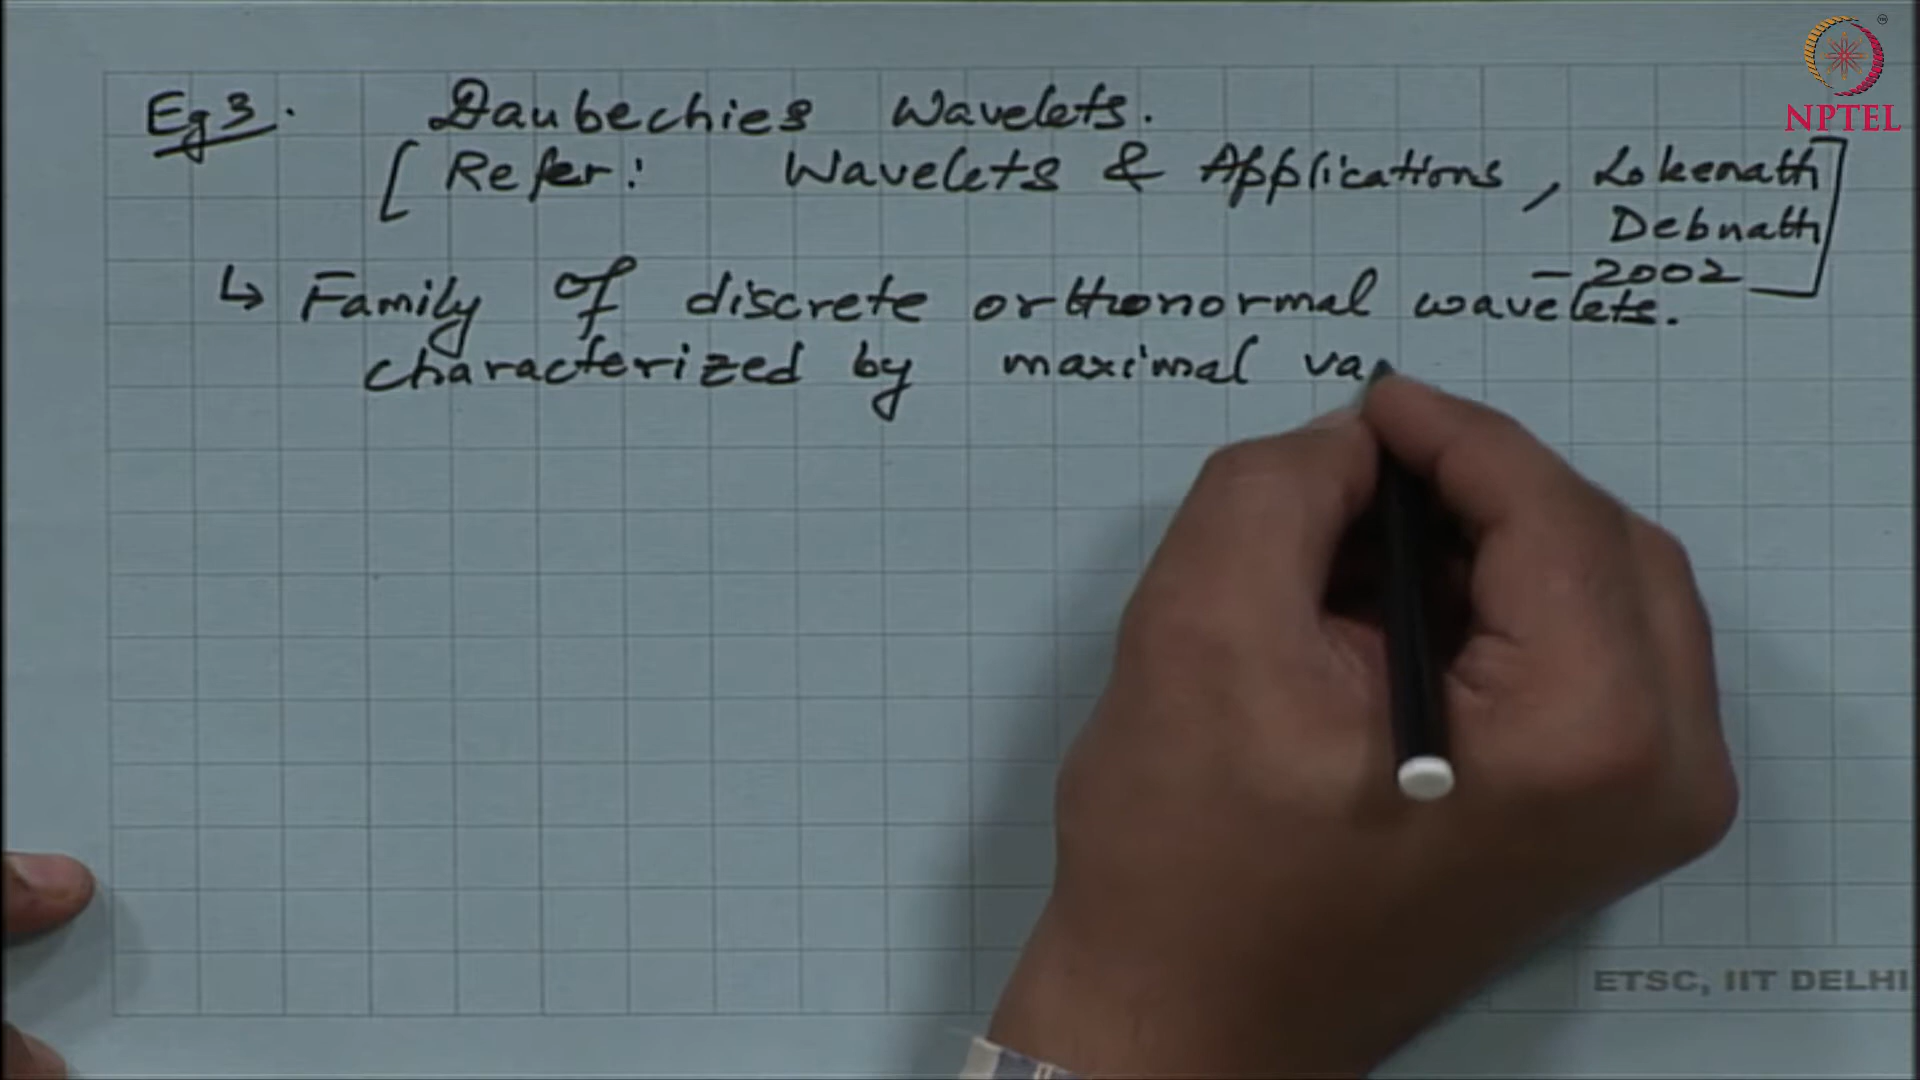 Eg 3. Daubechies Wavelets.
[Refer: Wavelets & Applications, Lokenath
Debnath
- 2002]
↳ Family of discrete orthonormal wavelets.
characterized by maximal va
NPTEL
ETSC, IIT DELHI